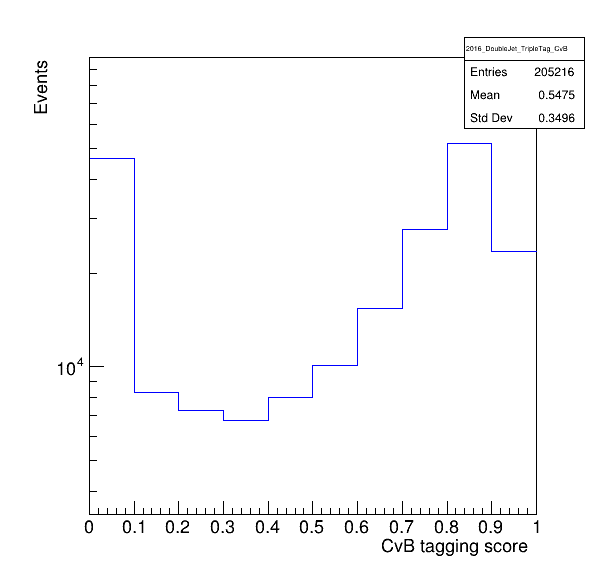 2016_DoubleJet_TripleTag_CvB
Entries 205216
Mean 0.5475
Std Dev 0.3496
Events
10^4
0 0.1 0.2 0.3 0.4 0.5 0.6 0.7 0.8 0.9 1
CvB tagging score